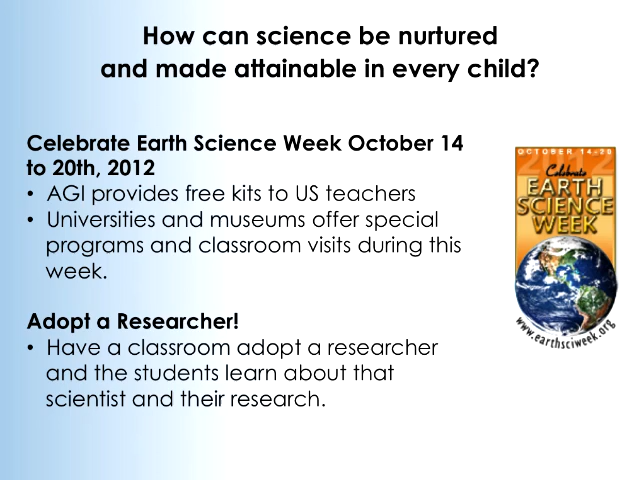 How can science be nurtured
and made attainable in every child?
Celebrate Earth Science Week October 14
to 20th, 2012
• AGI provides free kits to US teachers
• Universities and museums offer special
programs and classroom visits during this
week.
Adopt a Researcher!
• Have a classroom adopt a researcher
and the students learn about that
scientist and their research.
OCTOBER 14-20
2012
Celebrate
EARTH
SCIENCE
WEEK
www.earthsciweek.org